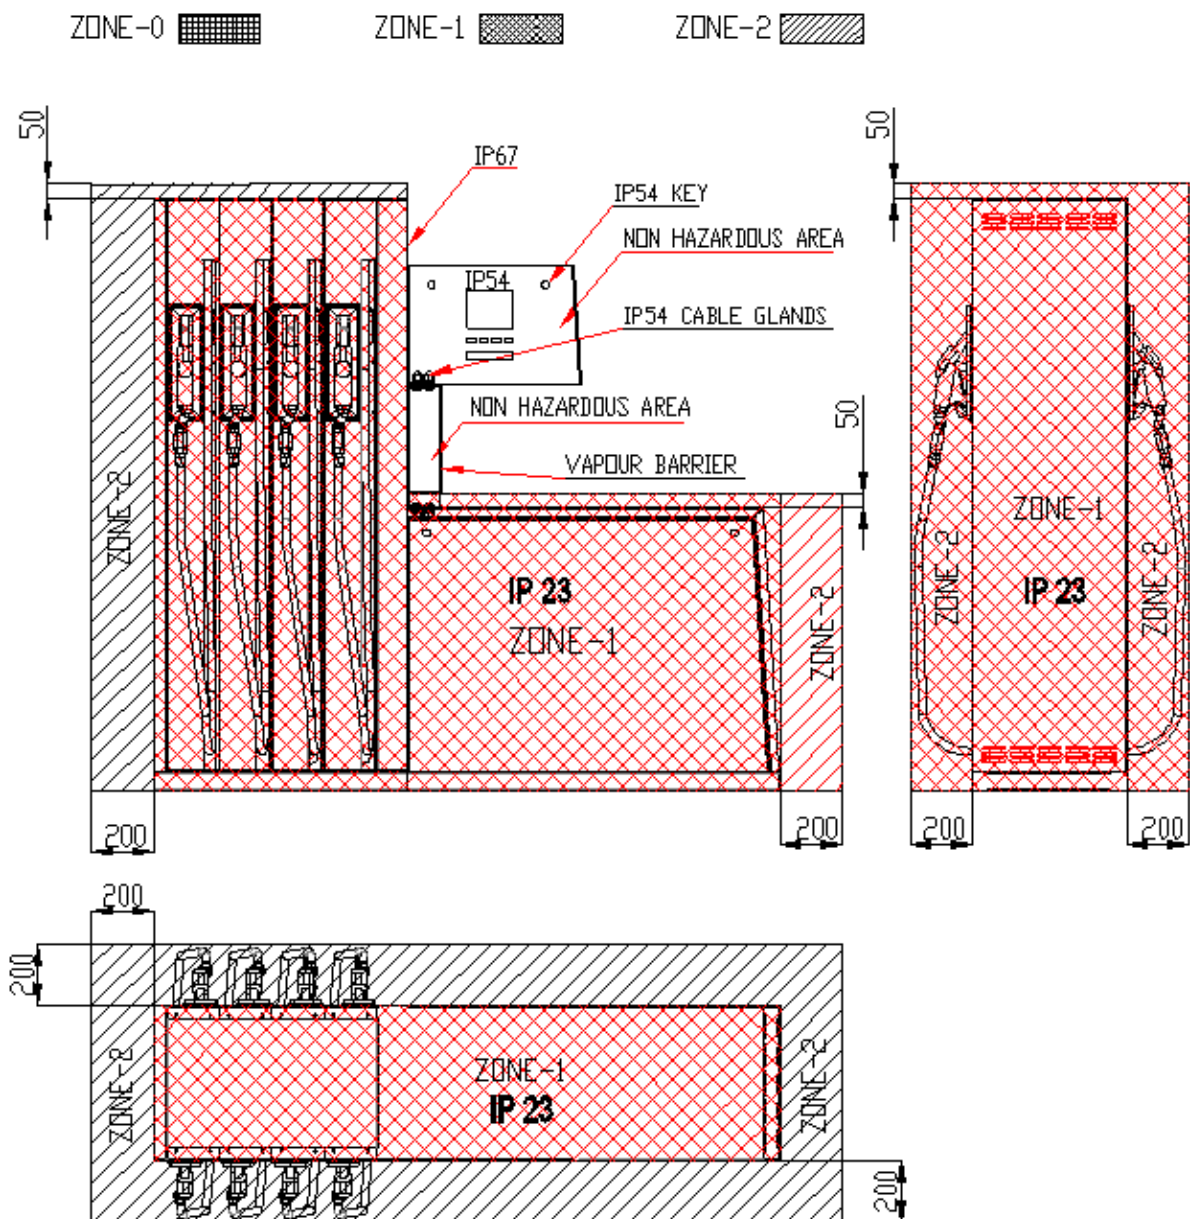 ZONE-0 ZONE-1 ZONE-2
50
50
IP67
IP54 KEY
NON HAZARDOUS AREA
IP54
IP54 CABLE GLANDS
NON HAZARDOUS AREA
50
VAPOUR BARRIER
ZONE-2
ZONE-1
IP 23
ZONE-1
ZONE-2
ZONE-2
IP 23
ZONE-2
200
200
200
200
200
200
ZONE-2
ZONE-1
IP 23
ZONE-2
200